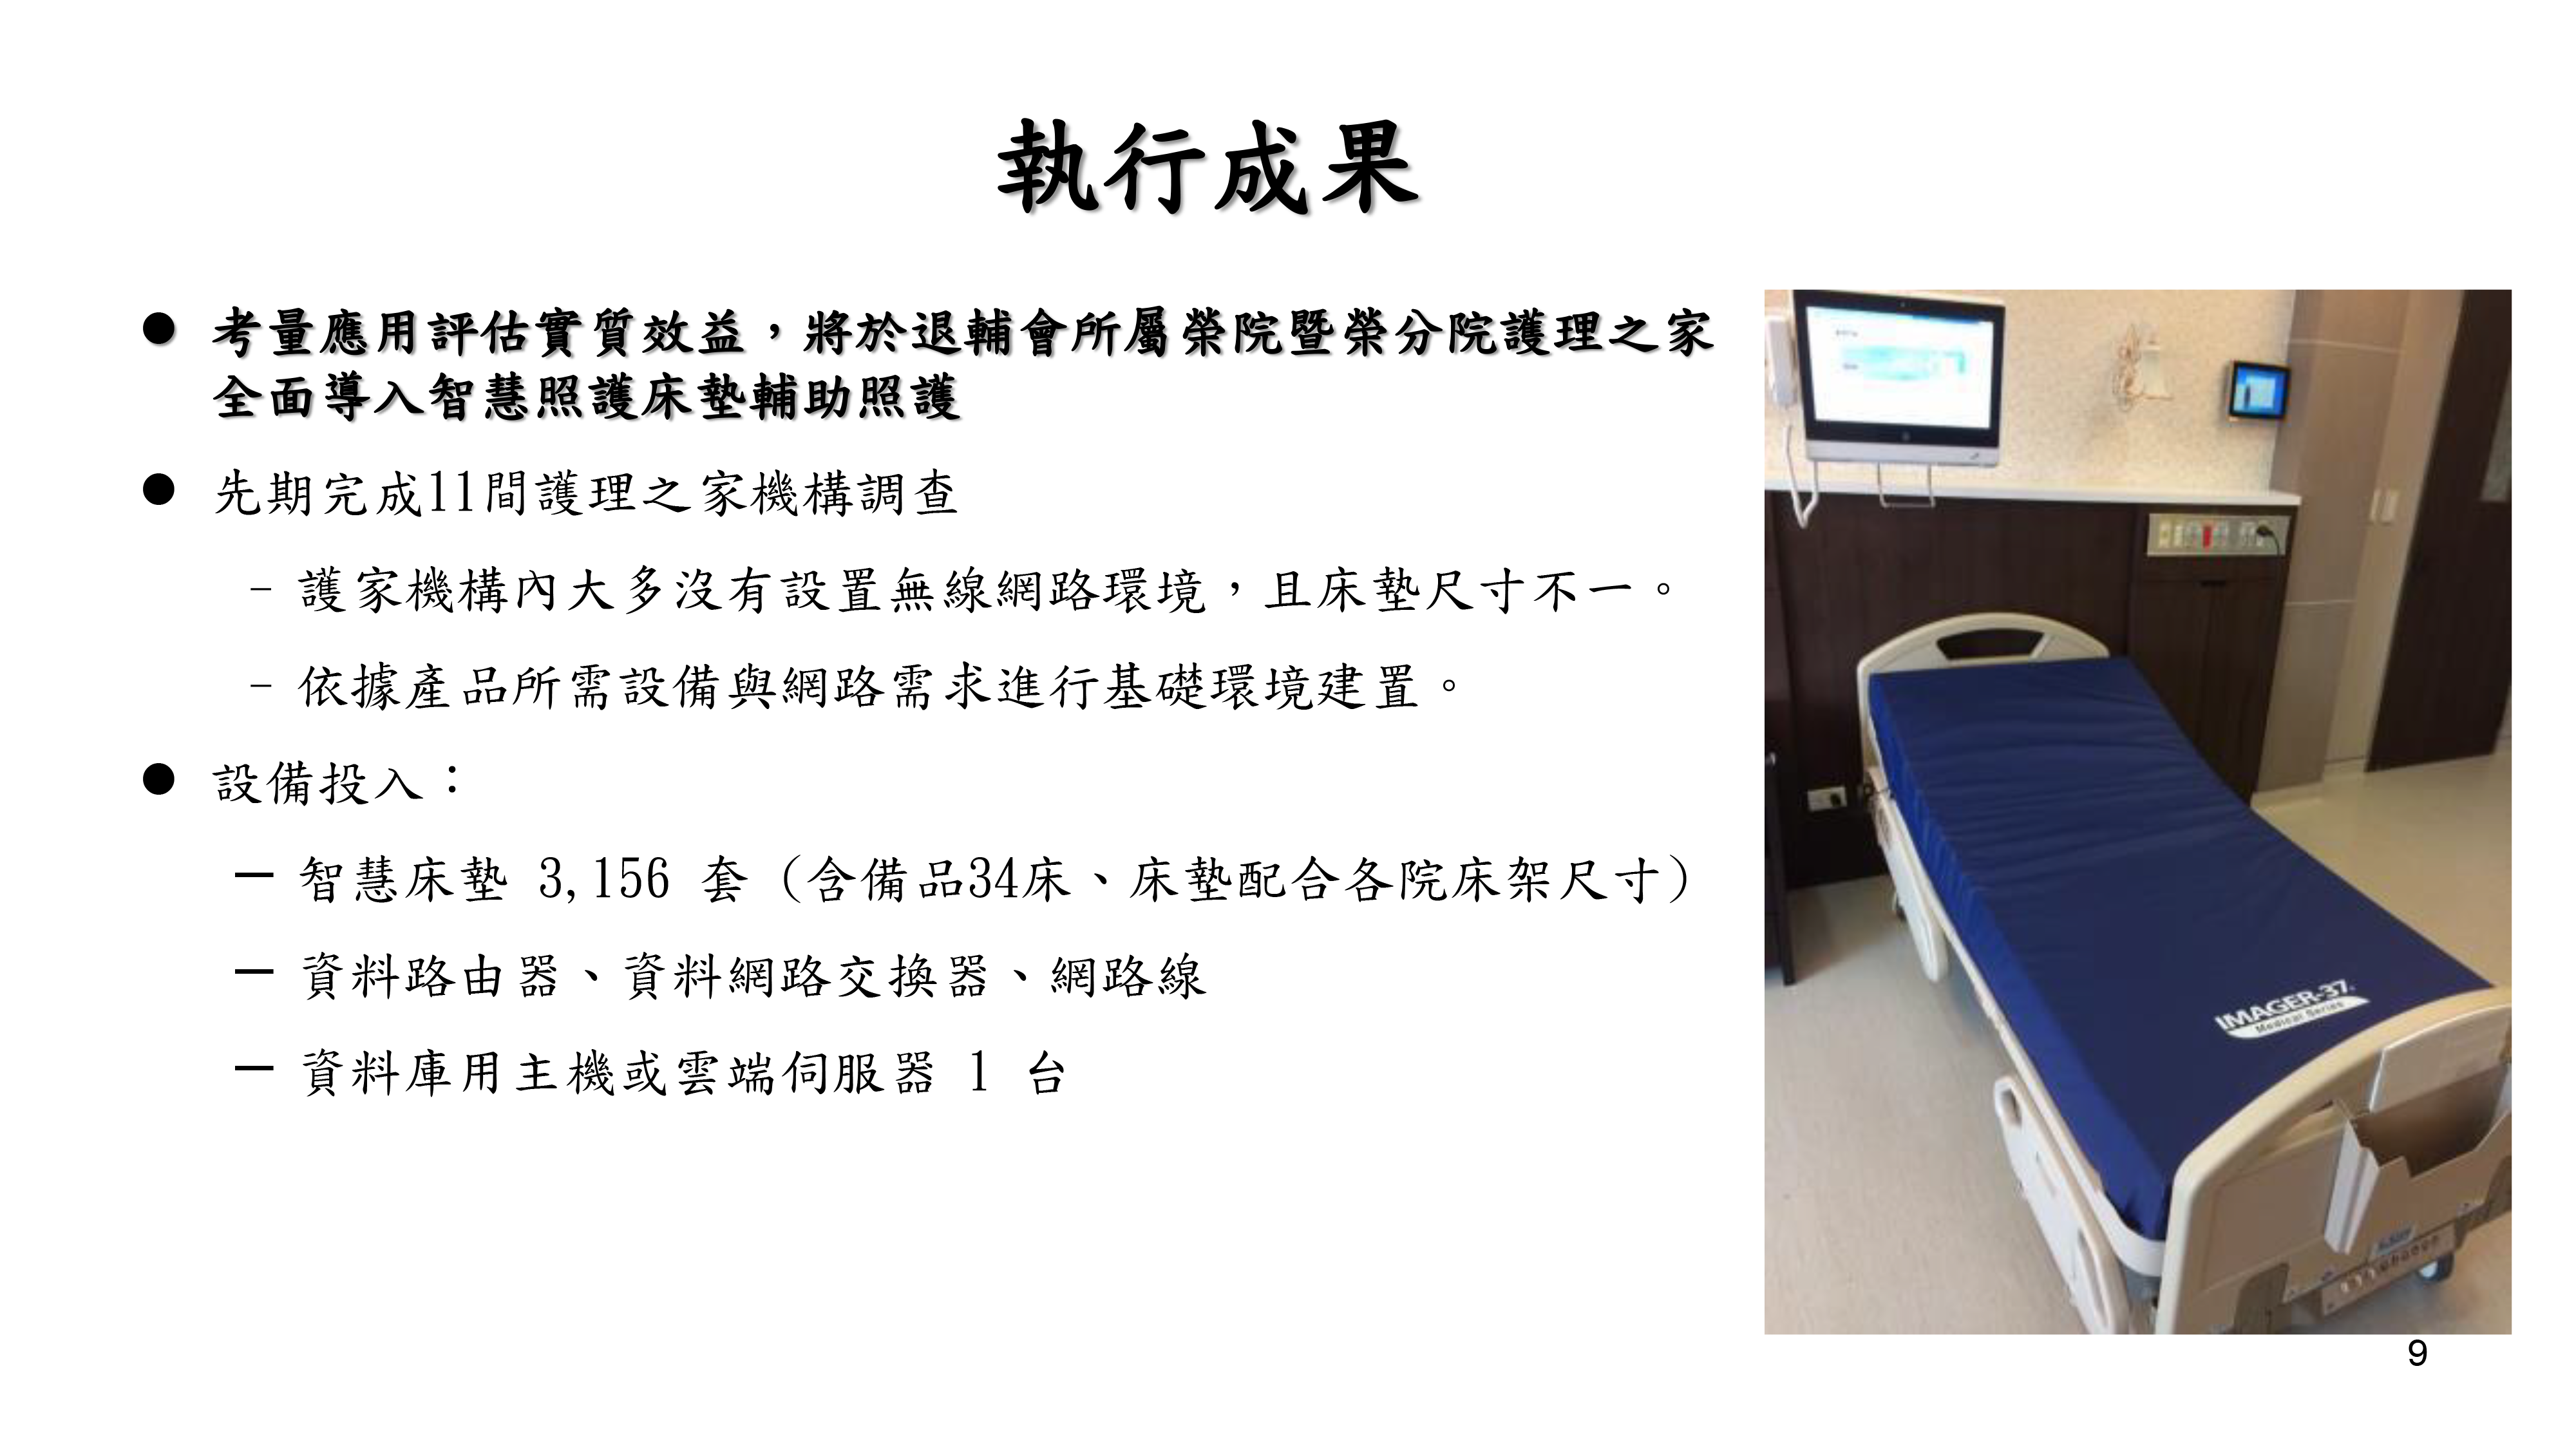 執行成果
● 考量應用評估實質效益，將於退輔會所屬榮院暨榮分院護理之家
全面導入智慧照護床墊輔助照護
● 先期完成11間護理之家機構調查
- 護家機構內大多沒有設置無線網路環境，且床墊尺寸不一。
- 依據產品所需設備與網路需求進行基礎環境建置。
● 設備投入：
— 智慧床墊 3,156 套 (含備品34床、床墊配合各院床架尺寸)
— 資料路由器、資料網路交換器、網路線
— 資料庫用主機或雲端伺服器 1 台
IMAGER-37
Medical Series
9